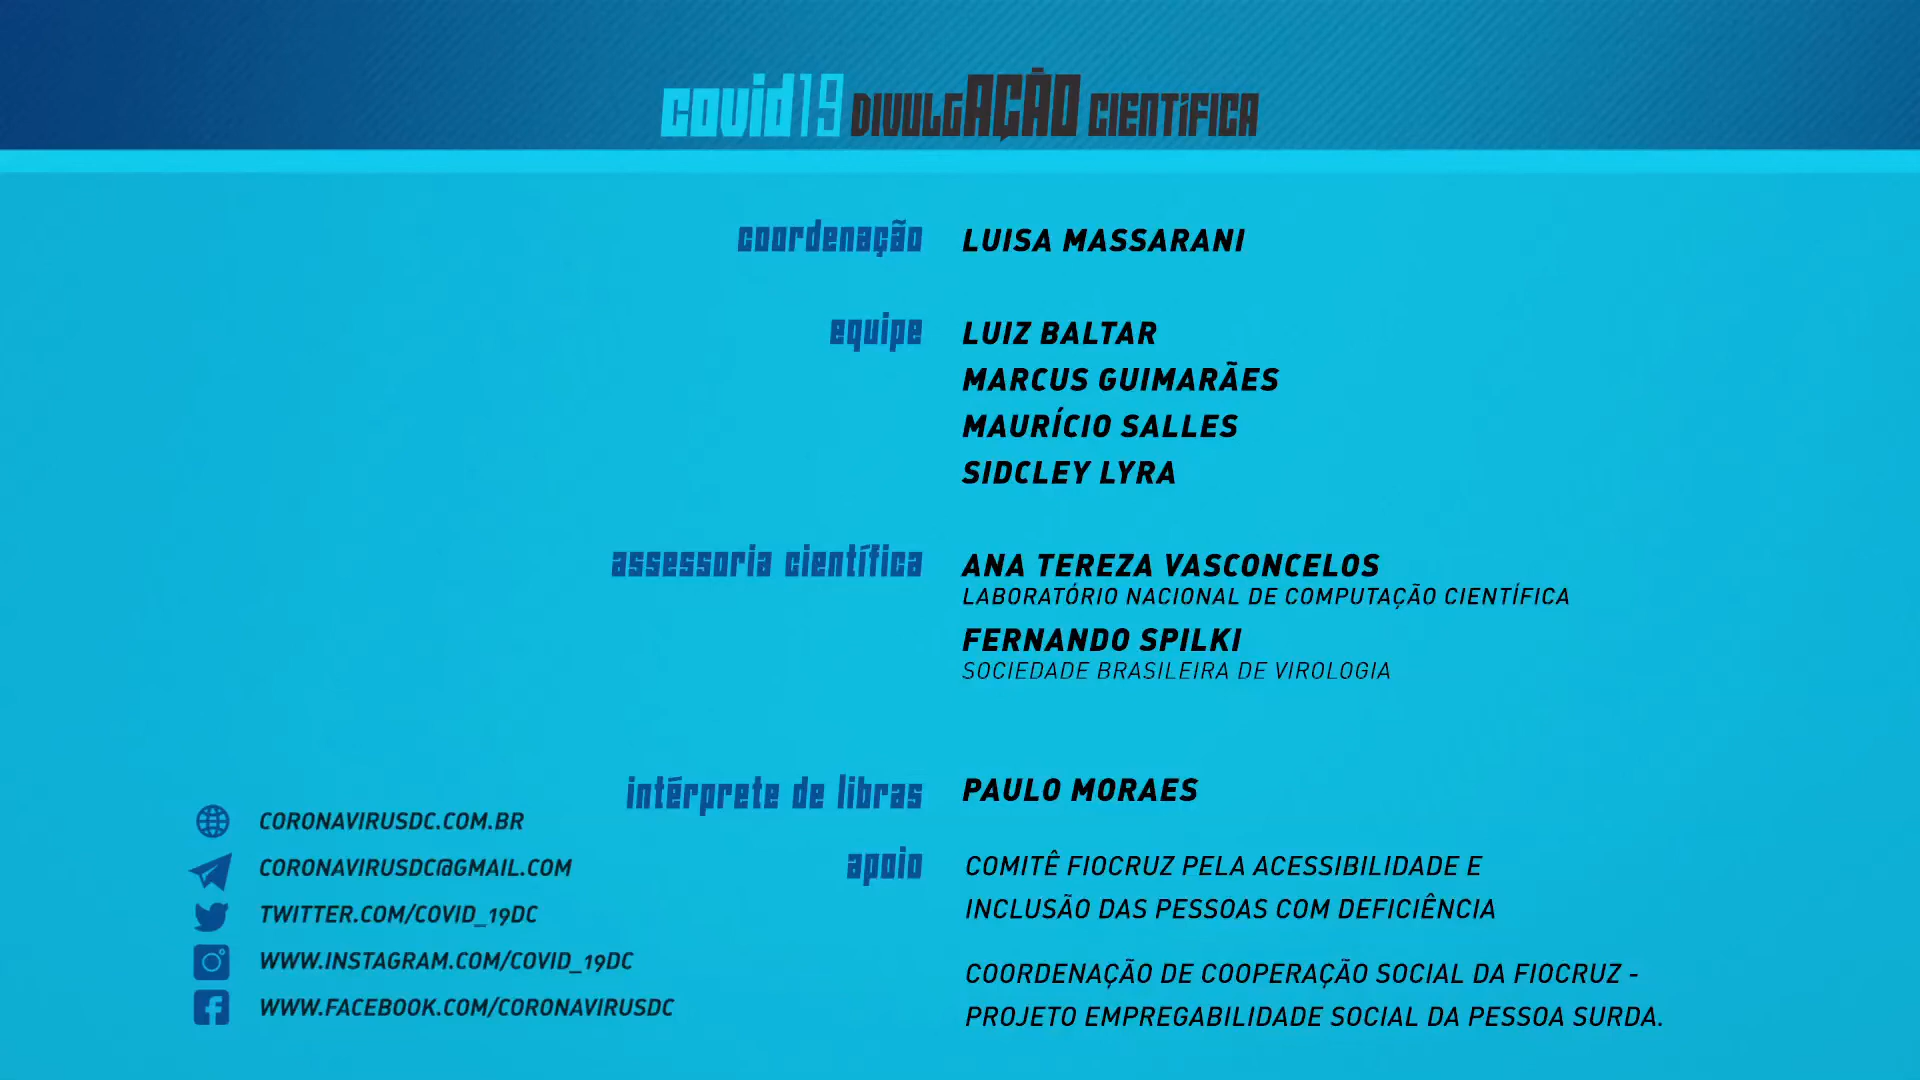 covid19 DIVULGAÇÃO CIENTÍFICA
coordenação LUISA MASSARANI
equipe LUIZ BALTAR
MARCUS GUIMARÃES
MAURÍCIO SALLES
SIDCLEY LYRA
assessoria científica ANA TEREZA VASCONCELOS
LABORATÓRIO NACIONAL DE COMPUTAÇÃO CIENTÍFICA
FERNANDO SPILKI
SOCIEDADE BRASILEIRA DE VIROLOGIA
intérprete de libras PAULO MORAES
apoio COMITÊ FIOCRUZ PELA ACESSIBILIDADE E
INCLUSÃO DAS PESSOAS COM DEFICIÊNCIA
COORDENAÇÃO DE COOPERAÇÃO SOCIAL DA FIOCRUZ -
PROJETO EMPREGABILIDADE SOCIAL DA PESSOA SURDA.
CORONAVIRUSDC.COM.BR
CORONAVIRUSDC@GMAIL.COM
TWITTER.COM/COVID_19DC
WWW.INSTAGRAM.COM/COVID_19DC
WWW.FACEBOOK.COM/CORONAVIRUSDC